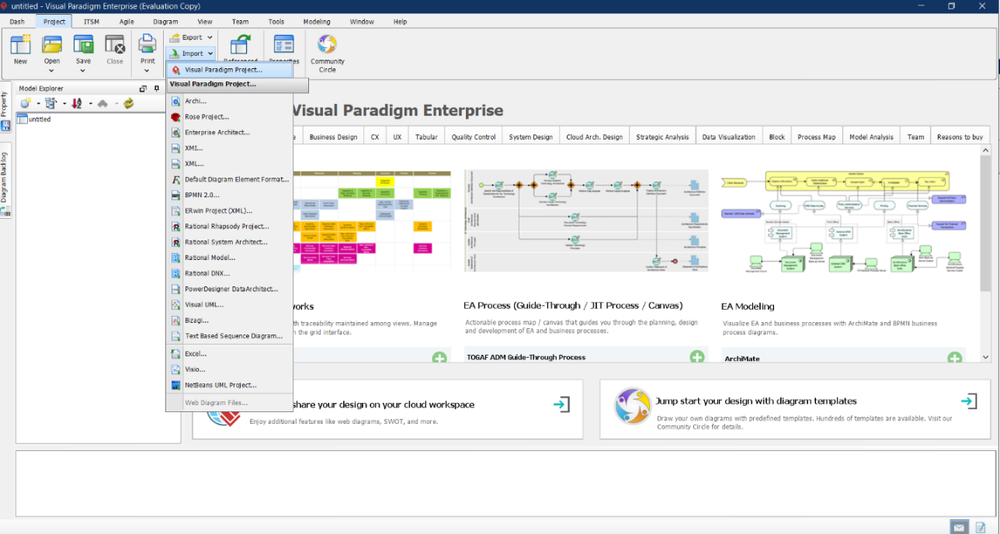 untitled - Visual Paradigm Enterprise (Evaluation Copy)
Dash Project ITSM Agile Diagram View Team Tools Modeling Window Help
Export
Import
New Open Save Close Print Referenced Properties Community
Circle
Visual Paradigm Project...
Visual Paradigm Project...
Model Explorer
Property
untitled
Diagram Backlog
Archi...
Rose Project...
Enterprise Architect...
XMI...
XML...
Default Diagram Element Format...
BPMN 2.0...
ERwin Project (XML)...
Rational Rhapsody Project...
Rational System Architect...
Rational Model...
Rational DNX...
PowerDesigner DataArchitect...
Visual UML...
Bizagi...
Text Based Sequence Diagram...
Excel...
Visio...
NetBeans UML Project...
Web Diagram Files...
Visual Paradigm Enterprise
e Business Design CX UX Tabular Quality Control System Design Cloud Arch. Design Strategic Analysis Data Visualization Block Process Map Model Analysis Team Reasons to buy
orks
th traceability maintained among views. Manage
n the grid interface.
EA Process (Guide-Through / JIT Process / Canvas)
Actionable process map / canvas that guides you through the planning, design
and development of EA and business processes.
TOGAF ADM Guide-Through Process
EA Modeling
Visualize EA and business processes with ArchiMate and BPMN business
process diagrams.
ArchiMate
share your design on your cloud workspace
Enjoy additional features like web diagrams, SWOT, and more.
Jump start your design with diagram templates
Draw your own diagrams with predefined templates. Hundreds of templates are available. Visit our
Community Circle for details.